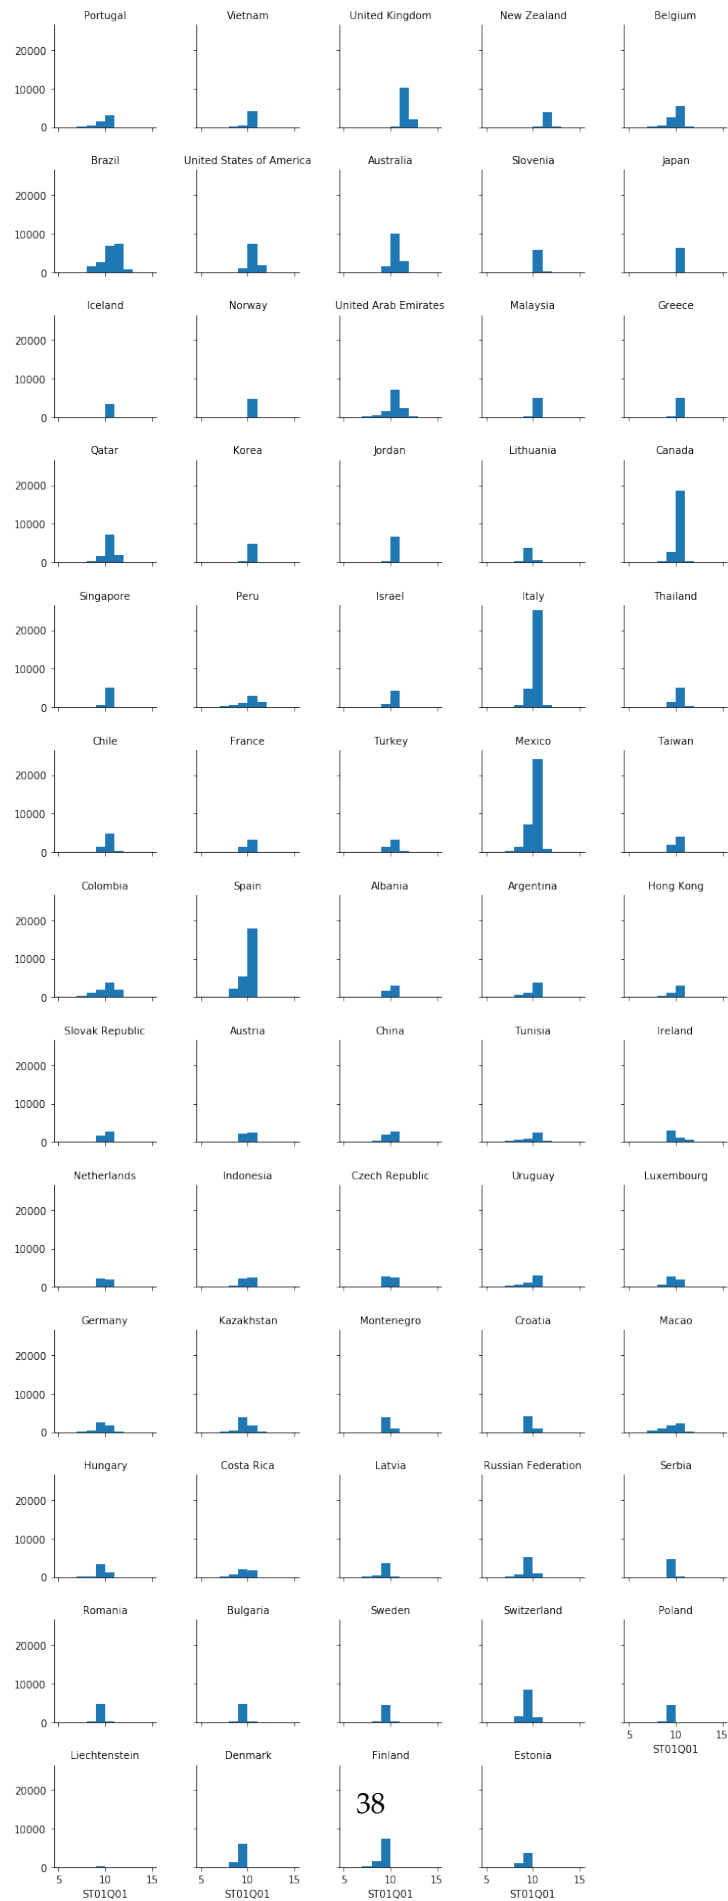 Portugal Vietnam United Kingdom New Zealand Belgium
20000
10000
0
Brazil United States of America Australia Slovenia Japan
20000
10000
0
Iceland Norway United Arab Emirates Malaysia Greece
20000
10000
0
Qatar Korea Jordan Lithuania Canada
20000
10000
0
Singapore Peru Israel Italy Thailand
20000
10000
0
Chile France Turkey Mexico Taiwan
20000
10000
0
Colombia Spain Albania Argentina Hong Kong
20000
10000
0
Slovak Republic Austria China Tunisia Ireland
20000
10000
0
Netherlands Indonesia Czech Republic Uruguay Luxembourg
20000
10000
0
Germany Kazakhstan Montenegro Croatia Macao
20000
10000
0
Hungary Costa Rica Latvia Russian Federation Serbia
20000
10000
0
Romania Bulgaria Sweden Switzerland Poland
20000
10000
0
5 10 15
ST01Q01
Liechtenstein Denmark Finland Estonia
20000
38
10000
0
5 10 15 5 10 15 5 10 15 5 10 15
ST01Q01 ST01Q01 ST01Q01 ST01Q01